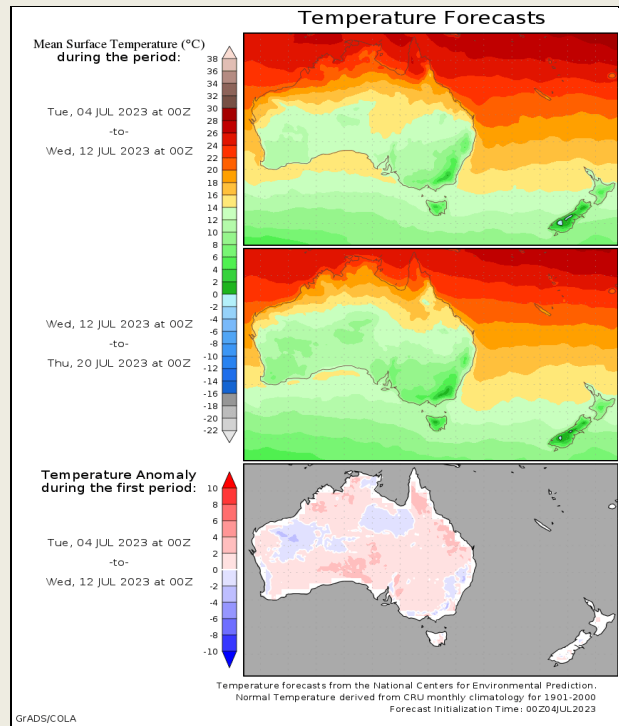 Temperature Forecasts
Mean Surface Temperature (°C)
during the period:
38
36
34
32
30
28
26
24
22
20
18
16
14
12
10
8
6
4
2
0
-2
-4
-6
-8
-10
-12
-14
-16
-18
-20
-22
Tue, 04 JUL 2023 at 00Z
-to-
Wed, 12 JUL 2023 at 00Z
Wed, 12 JUL 2023 at 00Z
-to-
Thu, 20 JUL 2023 at 00Z
Temperature Anomaly
during the first period:
10
8
6
4
2
0
-2
-4
-6
-8
-10
Tue, 04 JUL 2023 at 00Z
-to-
Wed, 12 JUL 2023 at 00Z
Temperature forecasts from the National Centers for Environmental Prediction.
Normal Temperature derived from CRU monthly climatology for 1901-2000
Forecast Initialization Time: 00Z04JUL2023
GrADS/COLA